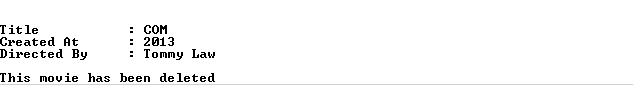 Title : COM
Created At : 2013
Directed By : Tommy Law
This movie has been deleted